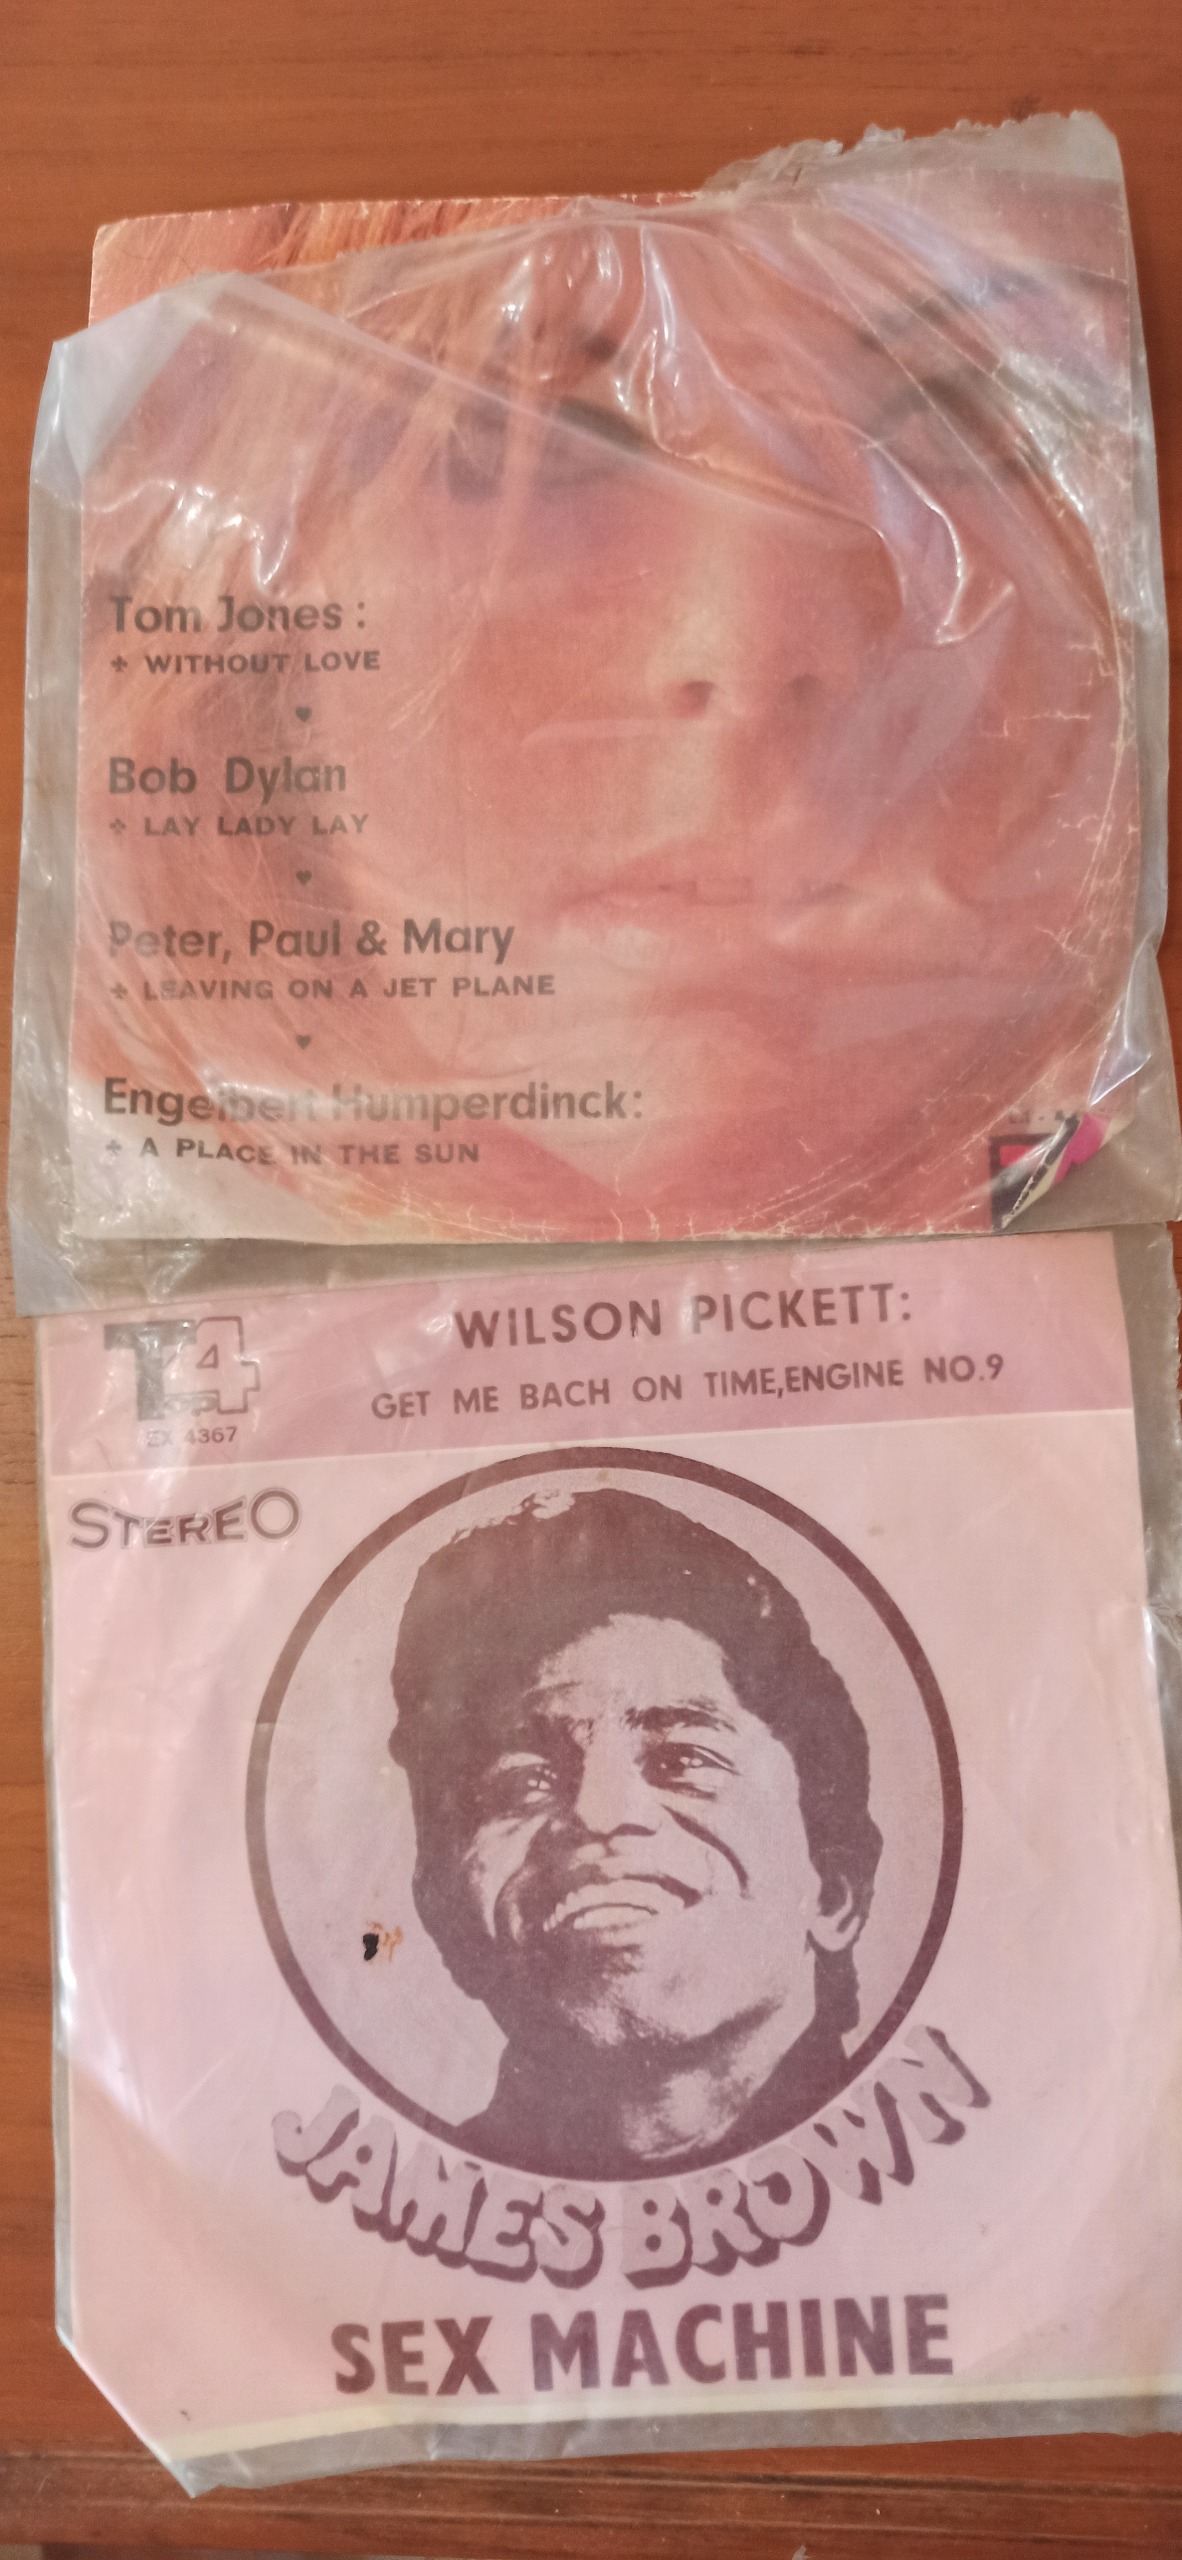 Tom Jones :
+ WITHOUT LOVE
♥
Bob Dylan
+ LAY LADY LAY
♥
Peter, Paul & Mary
+ LEAVING ON A JET PLANE
♥
Engelbert Humperdinck:
+ A PLACE IN THE SUN
T4
EX 4367
WILSON PICKETT:
GET ME BACH ON TIME,ENGINE NO.9
STEREO
JAMES BROWN
SEX MACHINE